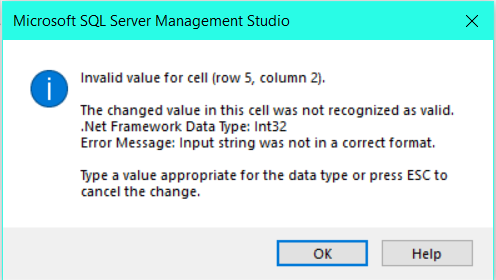 Microsoft SQL Server Management Studio
Invalid value for cell (row 5, column 2).
The changed value in this cell was not recognized as valid.
.Net Framework Data Type: Int32
Error Message: Input string was not in a correct format.
Type a value appropriate for the data type or press ESC to
cancel the change.
OK
Help